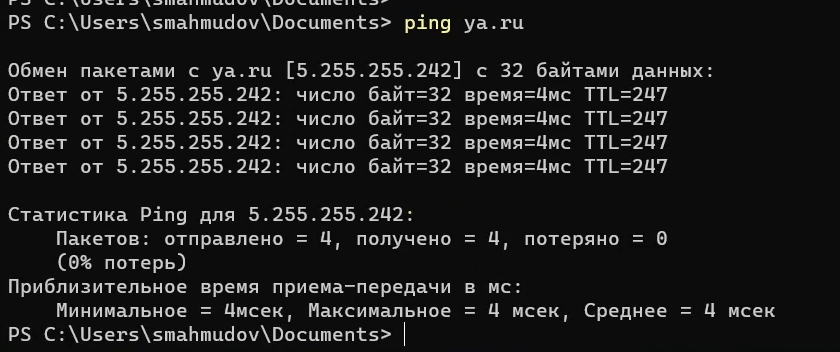 PS C:\Users\smahmudov\Documents>
PS C:\Users\smahmudov\Documents> ping ya.ru
Обмен пакетами с ya.ru [5.255.255.242] с 32 байтами данных:
Ответ от 5.255.255.242: число байт=32 время=4мс TTL=247
Ответ от 5.255.255.242: число байт=32 время=4мс TTL=247
Ответ от 5.255.255.242: число байт=32 время=4мс TTL=247
Ответ от 5.255.255.242: число байт=32 время=4мс TTL=247
Статистика Ping для 5.255.255.242:
Пакетов: отправлено = 4, получено = 4, потеряно = 0
(0% потерь)
Приблизительное время приема-передачи в мс:
Минимальное = 4мсек, Максимальное = 4 мсек, Среднее = 4 мсек
PS C:\Users\smahmudov\Documents>